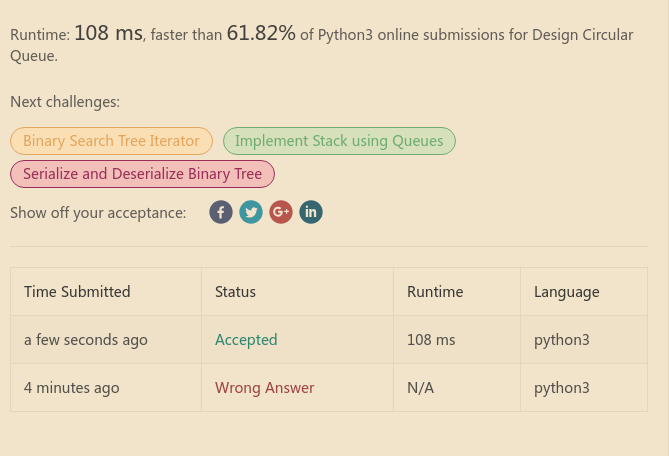 Runtime: 108 ms, faster than 61.82% of Python3 online submissions for Design Circular
Queue.
Next challenges:
Binary Search Tree Iterator Implement Stack using Queues
Serialize and Deserialize Binary Tree
Show off your acceptance: f G+ in
Time Submitted Status Runtime Language
a few seconds ago Accepted 108 ms python3
4 minutes ago Wrong Answer N/A python3